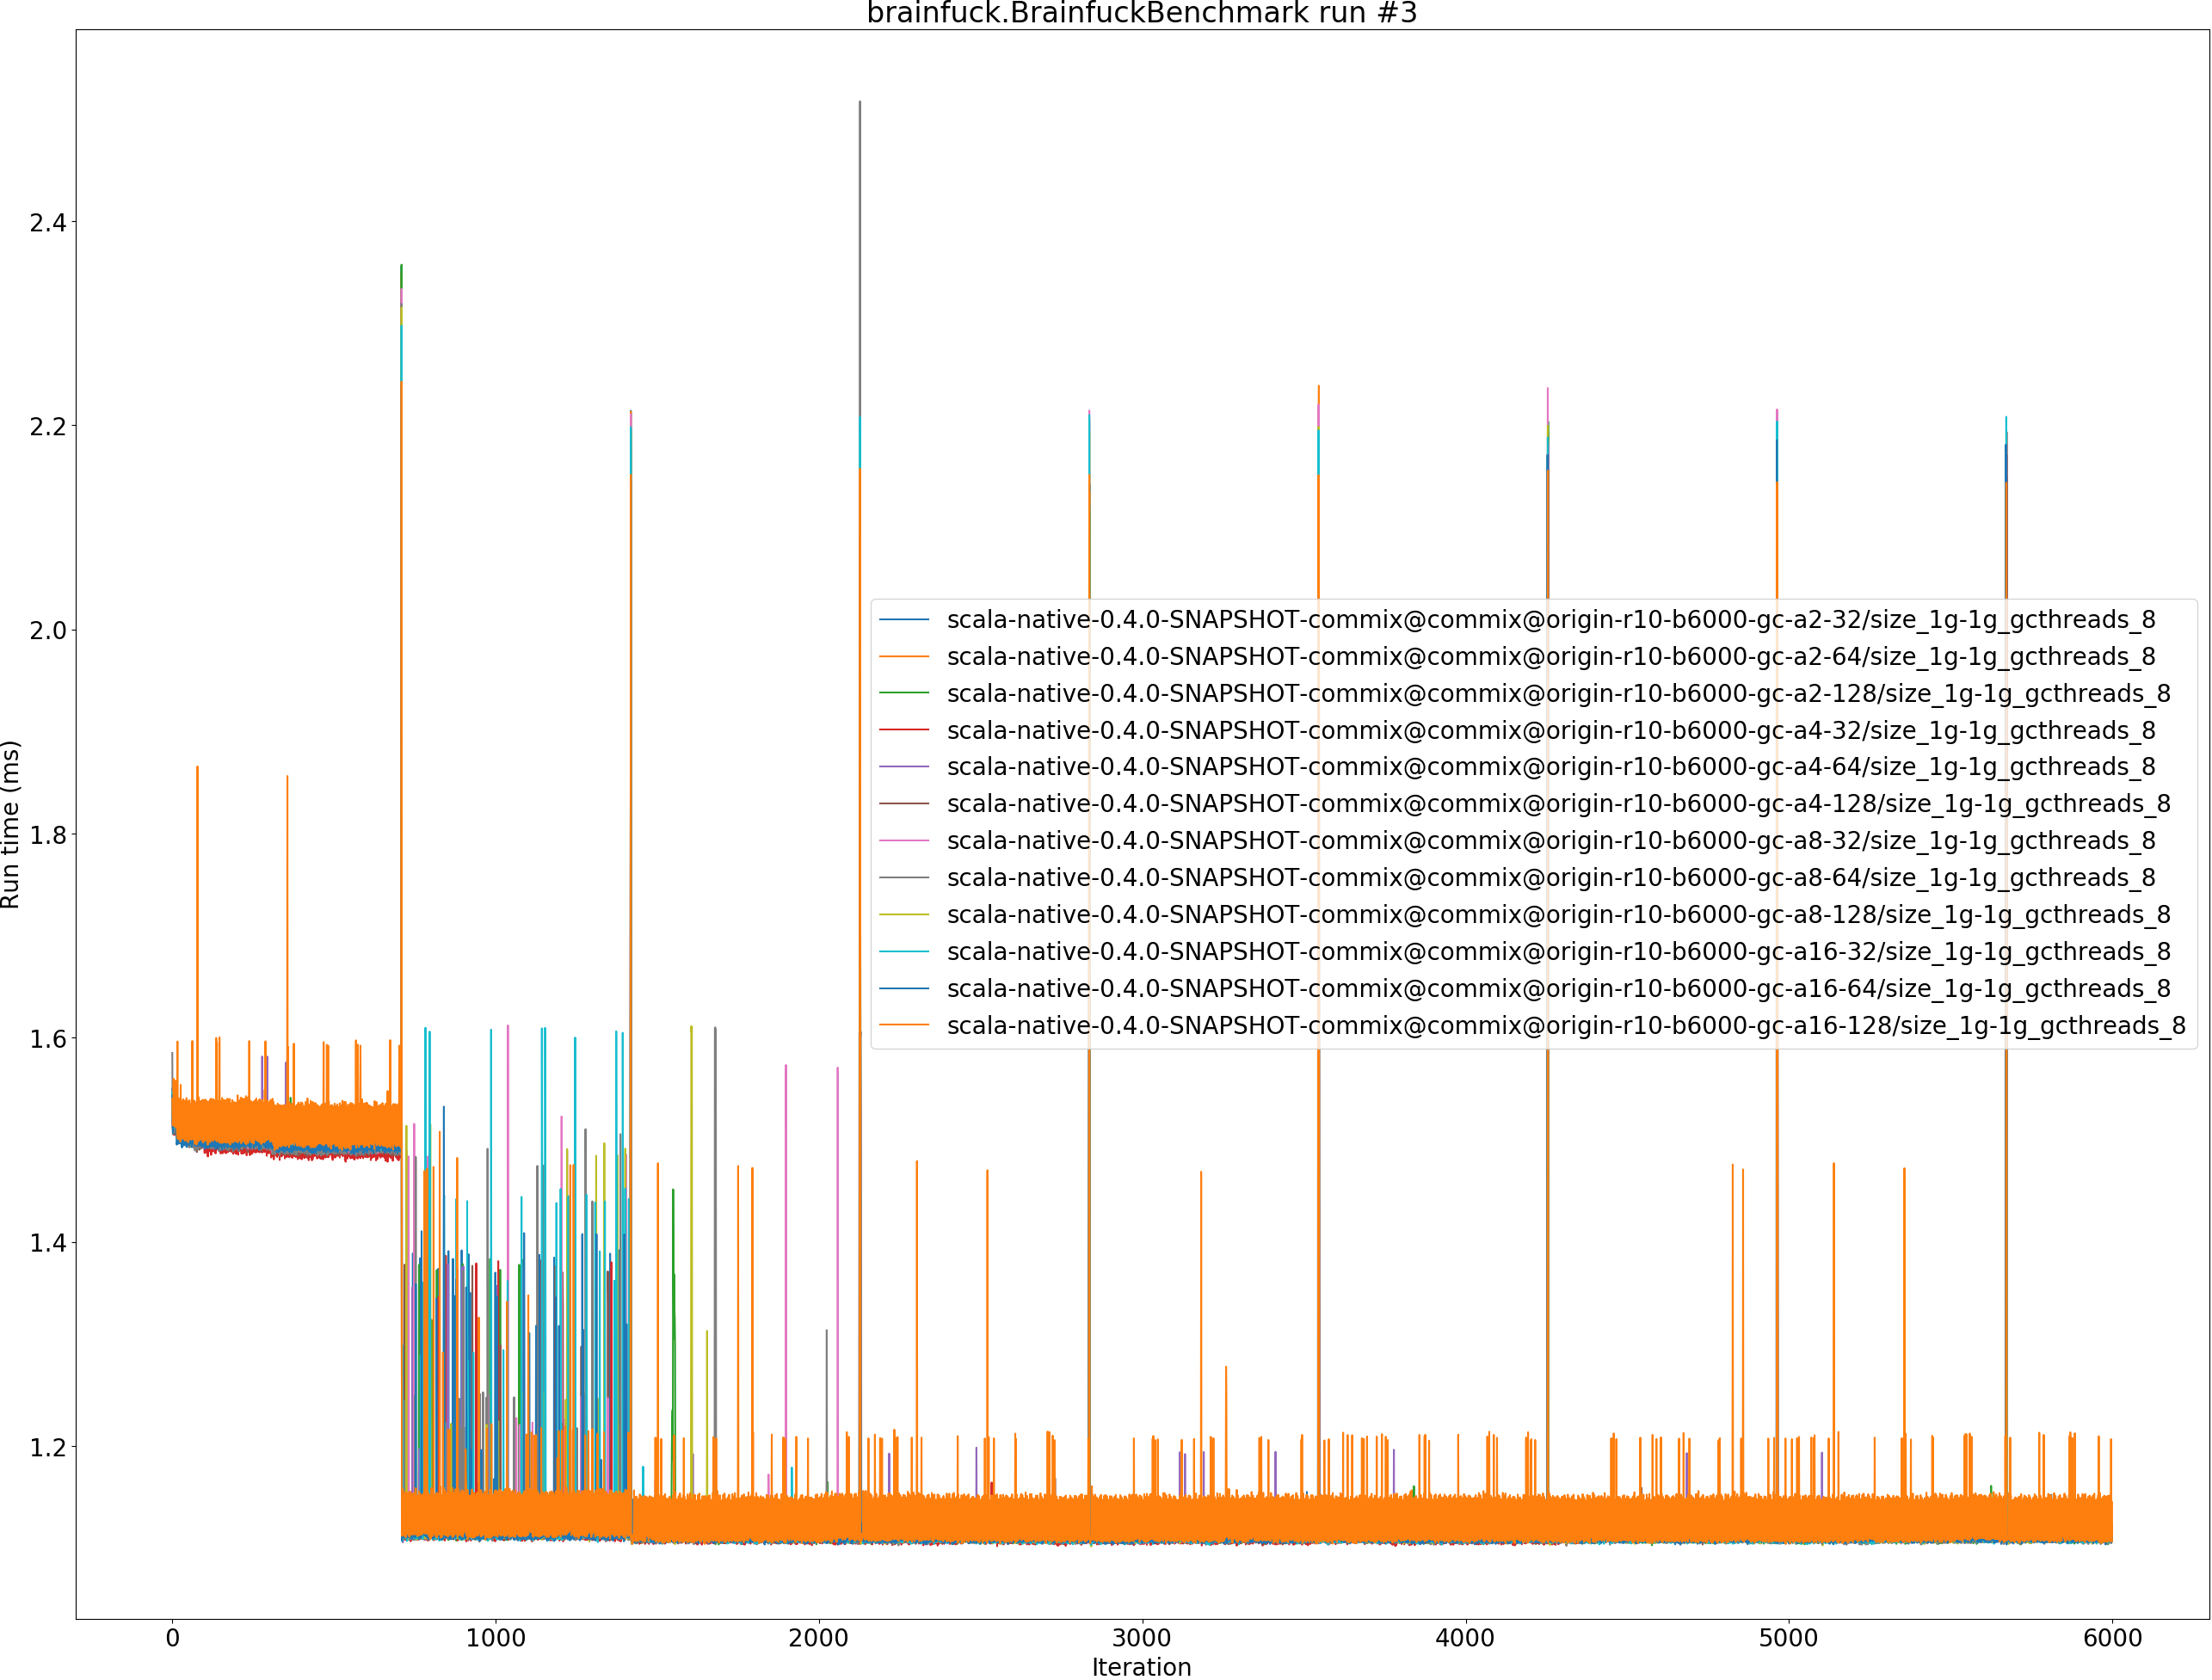 brainfuck.BrainfuckBenchmark run #3
Run time (ms)
2.4
2.2
2.0
1.8
1.6
1.4
1.2
scala-native-0.4.0-SNAPSHOT-commix@commix@origin-r10-b6000-gc-a2-32/size_1g-1g_gcthreads_8
scala-native-0.4.0-SNAPSHOT-commix@commix@origin-r10-b6000-gc-a2-64/size_1g-1g_gcthreads_8
scala-native-0.4.0-SNAPSHOT-commix@commix@origin-r10-b6000-gc-a2-128/size_1g-1g_gcthreads_8
scala-native-0.4.0-SNAPSHOT-commix@commix@origin-r10-b6000-gc-a4-32/size_1g-1g_gcthreads_8
scala-native-0.4.0-SNAPSHOT-commix@commix@origin-r10-b6000-gc-a4-64/size_1g-1g_gcthreads_8
scala-native-0.4.0-SNAPSHOT-commix@commix@origin-r10-b6000-gc-a4-128/size_1g-1g_gcthreads_8
scala-native-0.4.0-SNAPSHOT-commix@commix@origin-r10-b6000-gc-a8-32/size_1g-1g_gcthreads_8
scala-native-0.4.0-SNAPSHOT-commix@commix@origin-r10-b6000-gc-a8-64/size_1g-1g_gcthreads_8
scala-native-0.4.0-SNAPSHOT-commix@commix@origin-r10-b6000-gc-a8-128/size_1g-1g_gcthreads_8
scala-native-0.4.0-SNAPSHOT-commix@commix@origin-r10-b6000-gc-a16-32/size_1g-1g_gcthreads_8
scala-native-0.4.0-SNAPSHOT-commix@commix@origin-r10-b6000-gc-a16-64/size_1g-1g_gcthreads_8
scala-native-0.4.0-SNAPSHOT-commix@commix@origin-r10-b6000-gc-a16-128/size_1g-1g_gcthreads_8
0 1000 2000 3000 4000 5000 6000
Iteration